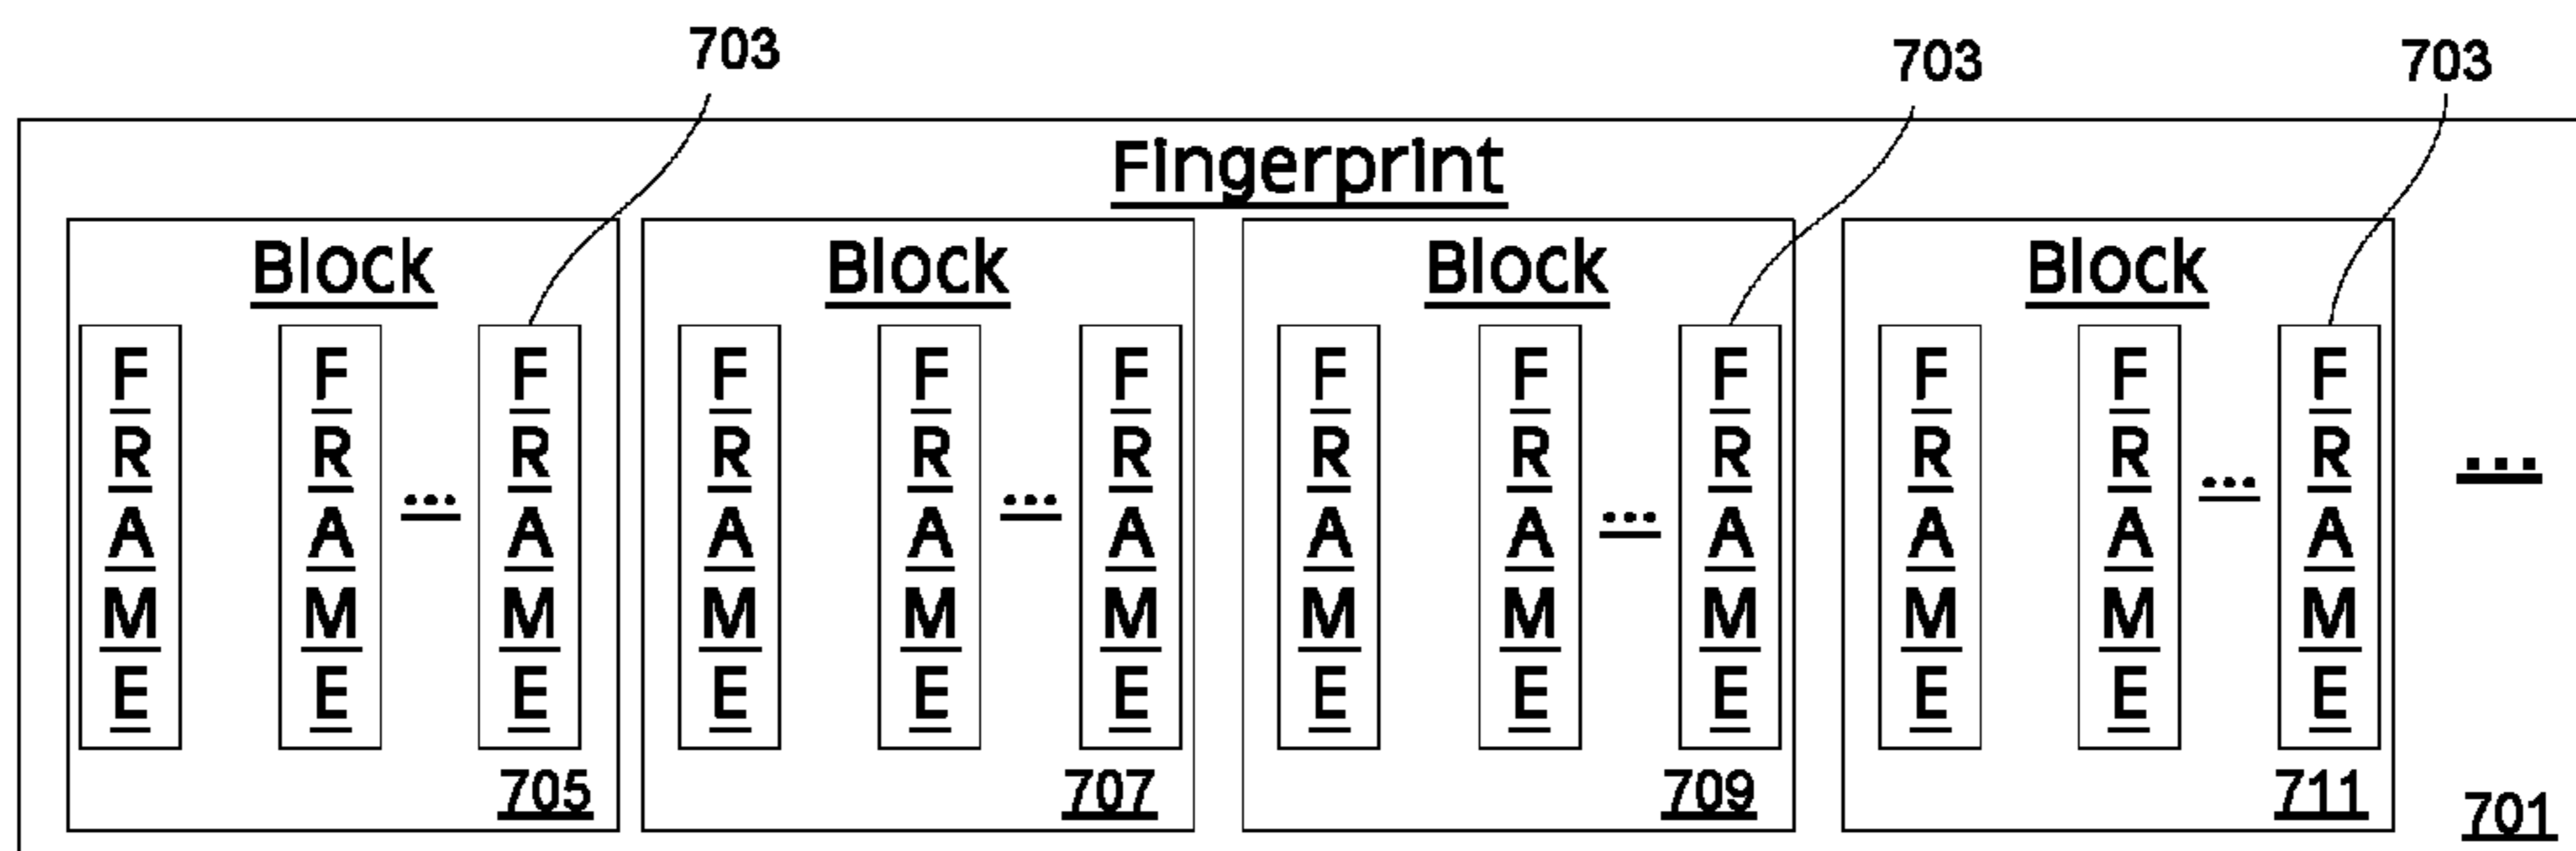 703 703 703
Fingerprint
Block Block Block Block
FRAME FRAME ... FRAME FRAME FRAME ... FRAME FRAME FRAME ... FRAME FRAME FRAME ... FRAME ...
705 707 709 711 701